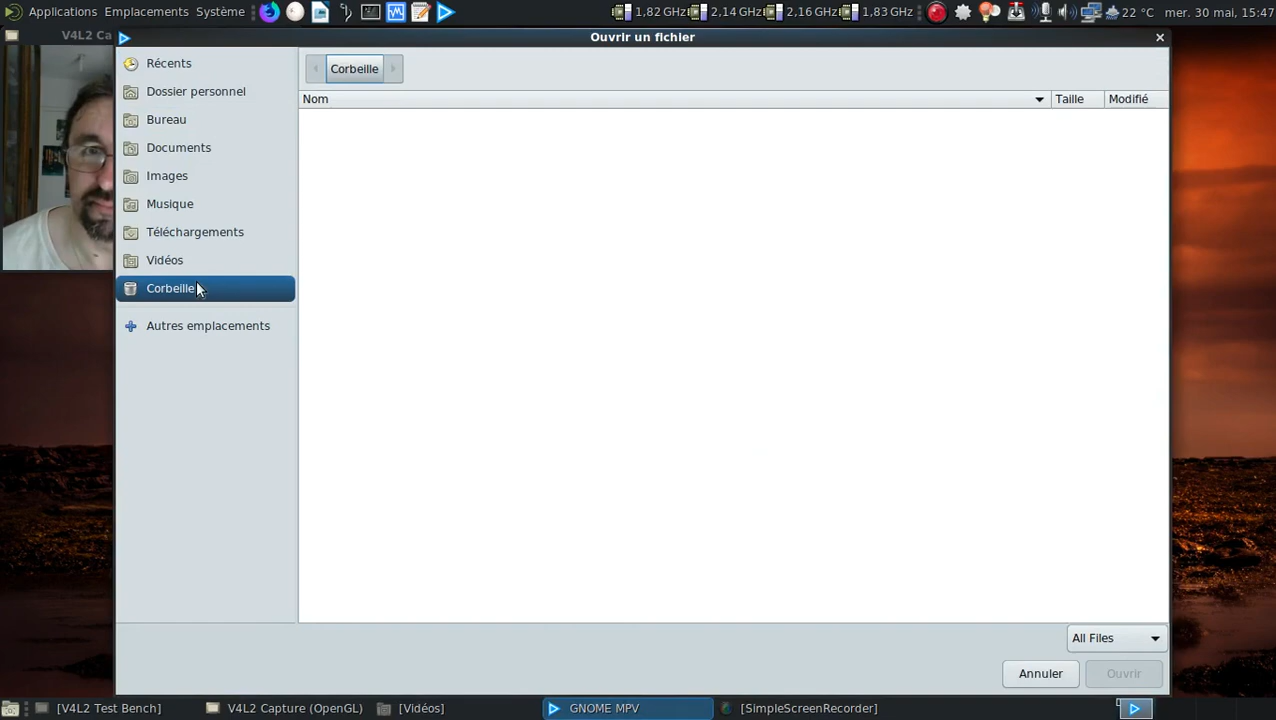 Applications Emplacements Système 1,82 GHz 2,14 GHz 2,16 GHz 1,83 GHz 22 °C mer. 30 mai, 15:47
V4L2 Ca
Ouvrir un fichier
Récents
Dossier personnel
Bureau
Documents
Images
Musique
Téléchargements
Vidéos
Corbeille
Autres emplacements
Corbeille
Nom Taille Modifié
All Files
Annuler Ouvrir
[V4L2 Test Bench] V4L2 Capture (OpenGL) [Vidéos] GNOME MPV [SimpleScreenRecorder]